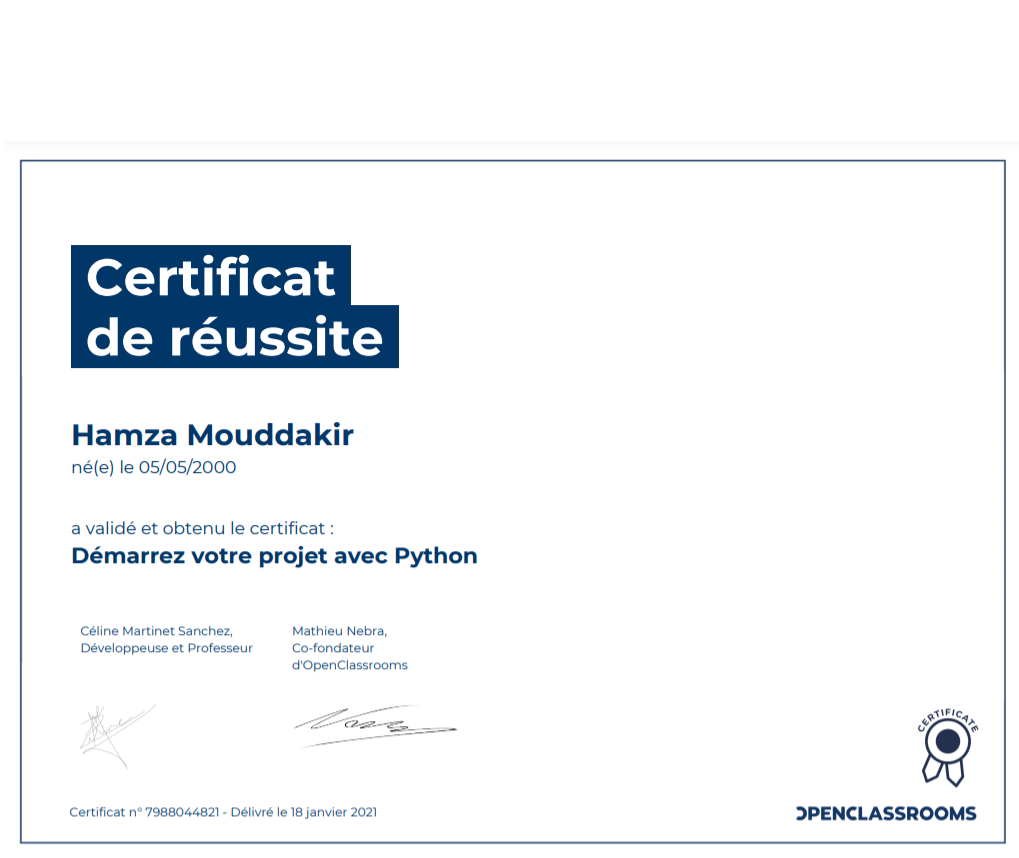 Certificat
de réussite
Hamza Mouddakir
né(e) le 05/05/2000
a validé et obtenu le certificat :
Démarrez votre projet avec Python
Céline Martinet Sanchez,
Développeuse et Professeur
Mathieu Nebra,
Co-fondateur
d'OpenClassrooms
CERTIFICATE
Certificat n° 7988044821 - Délivré le 18 janvier 2021
OPENCLASSROOMS